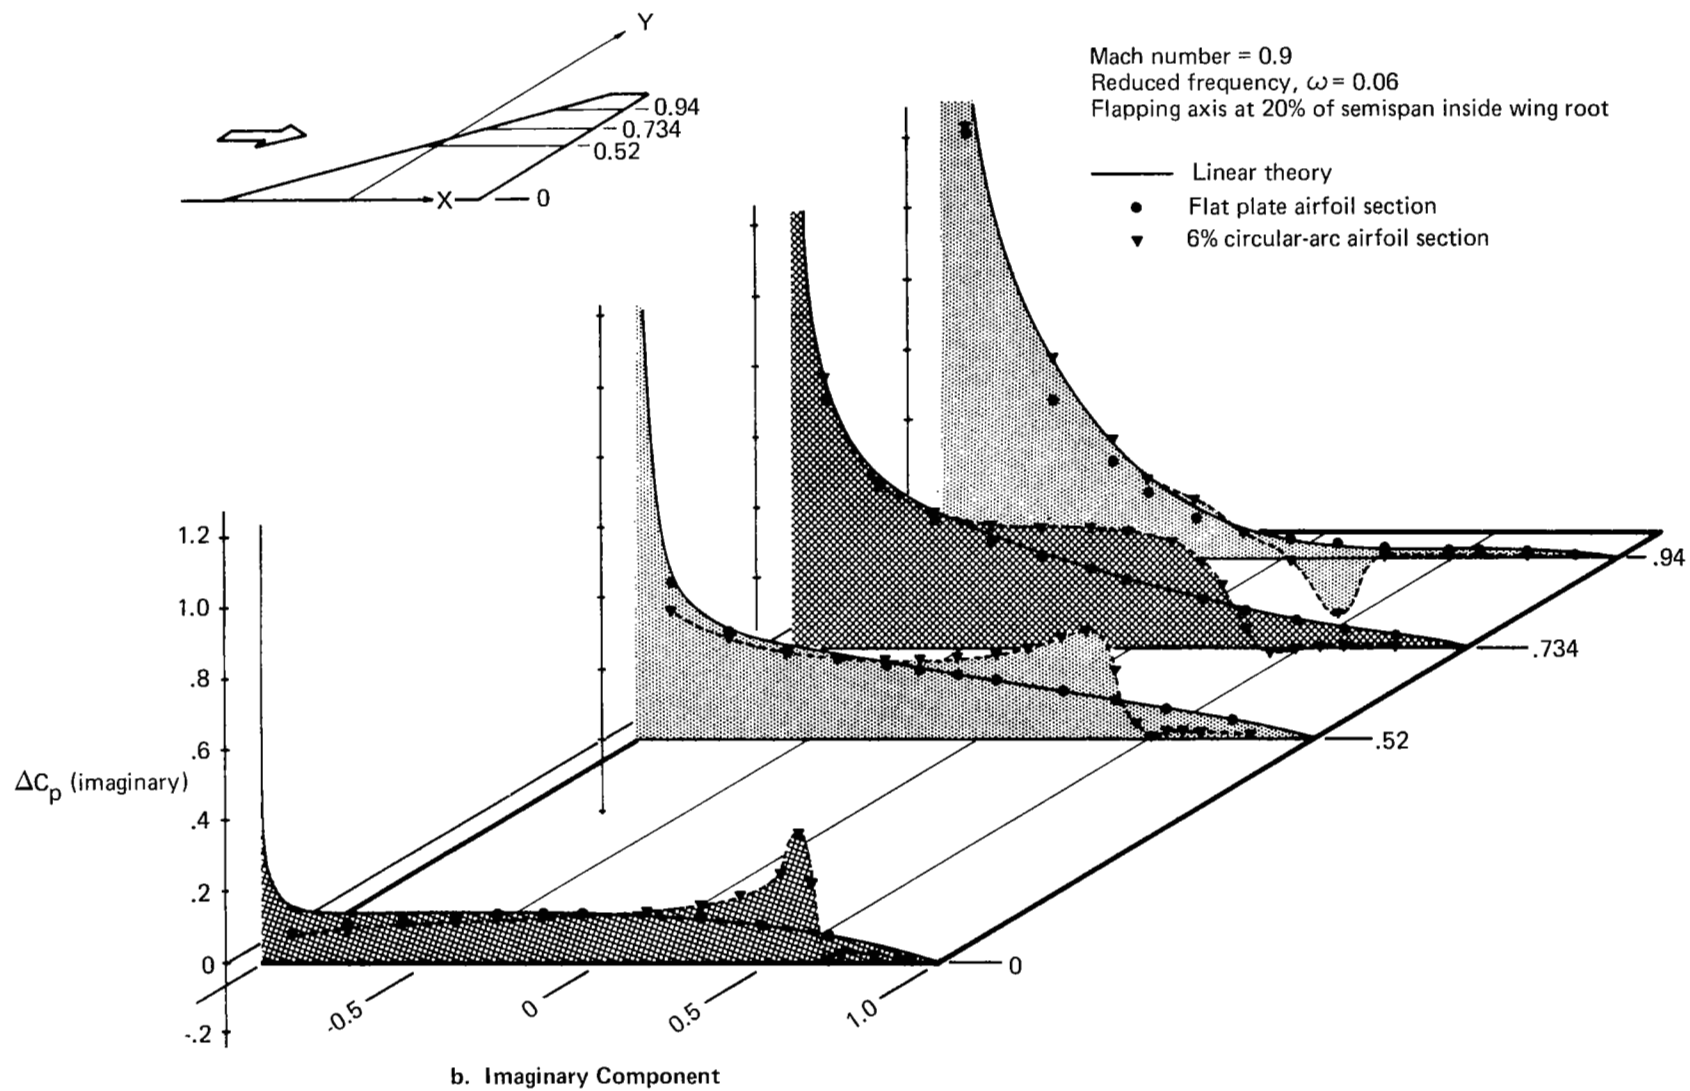 Y
0.94
0.734
0.52
X
0
Mach number = 0.9
Reduced frequency, ω = 0.06
Flapping axis at 20% of semispan inside wing root
Linear theory
Flat plate airfoil section
6% circular-arc airfoil section
1.2
1.0
.8
.6
ΔCp (imaginary)
.4
.2
0
-.2
.94
.734
.52
0
-0.5
0
0.5
1.0
b. Imaginary Component